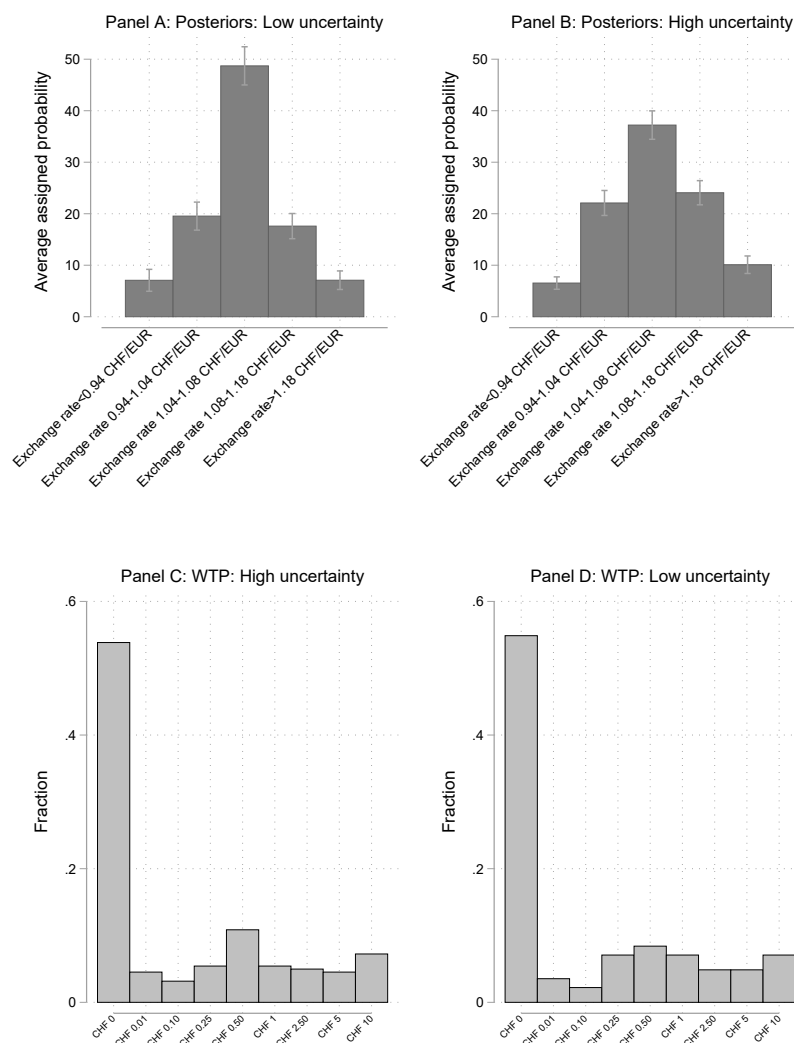 Panel A: Posteriors: Low uncertainty
Average assigned probability
50
40
30
20
10
0
Exchange rate<0.94 CHF/EUR
Exchange rate 0.94-1.04 CHF/EUR
Exchange rate 1.04-1.08 CHF/EUR
Exchange rate 1.08-1.18 CHF/EUR
Exchange rate>1.18 CHF/EUR
Panel B: Posteriors: High uncertainty
Average assigned probability
50
40
30
20
10
0
Exchange rate<0.94 CHF/EUR
Exchange rate 0.94-1.04 CHF/EUR
Exchange rate 1.04-1.08 CHF/EUR
Exchange rate 1.08-1.18 CHF/EUR
Exchange rate>1.18 CHF/EUR
Panel C: WTP: High uncertainty
Fraction
.6
.4
.2
0
CHF 0
CHF 0.01
CHF 0.10
CHF 0.25
CHF 0.50
CHF 1
CHF 2.50
CHF 5
CHF 10
Panel D: WTP: Low uncertainty
Fraction
.6
.4
.2
0
CHF 0
CHF 0.01
CHF 0.10
CHF 0.25
CHF 0.50
CHF 1
CHF 2.50
CHF 5
CHF 10